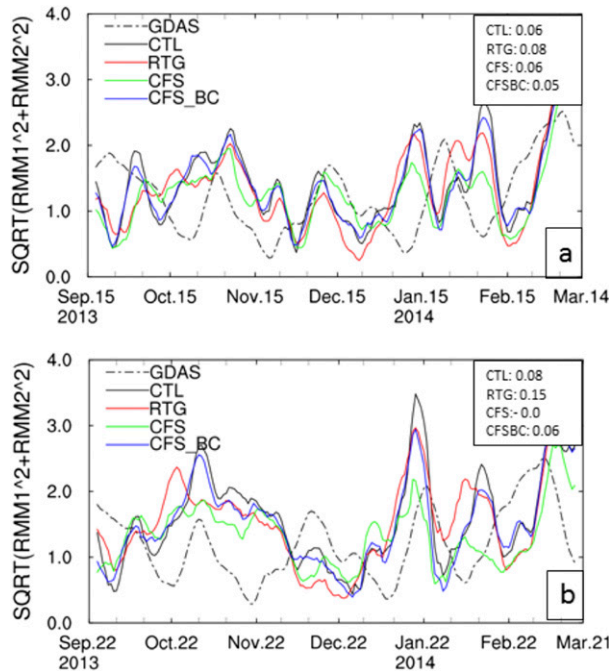 SQRT(RMM1^2+RMM2^2)
4.0
3.0
2.0
1.0
0.0
GDAS
CTL
RTG
CFS
CFS_BC
CTL: 0.06
RTG: 0.08
CFS: 0.06
CFSBC: 0.05
a
Sep.15 Oct.15 Nov.15 Dec.15 Jan.15 Feb.15 Mar.14
2013 2014
SQRT(RMM1^2+RMM2^2)
4.0
3.0
2.0
1.0
0.0
GDAS
CTL
RTG
CFS
CFS_BC
CTL: 0.08
RTG: 0.15
CFS:- 0.0
CFSBC: 0.06
b
Sep.22 Oct.22 Nov.22 Dec.22 Jan.22 Feb.22 Mar.21
2013 2014